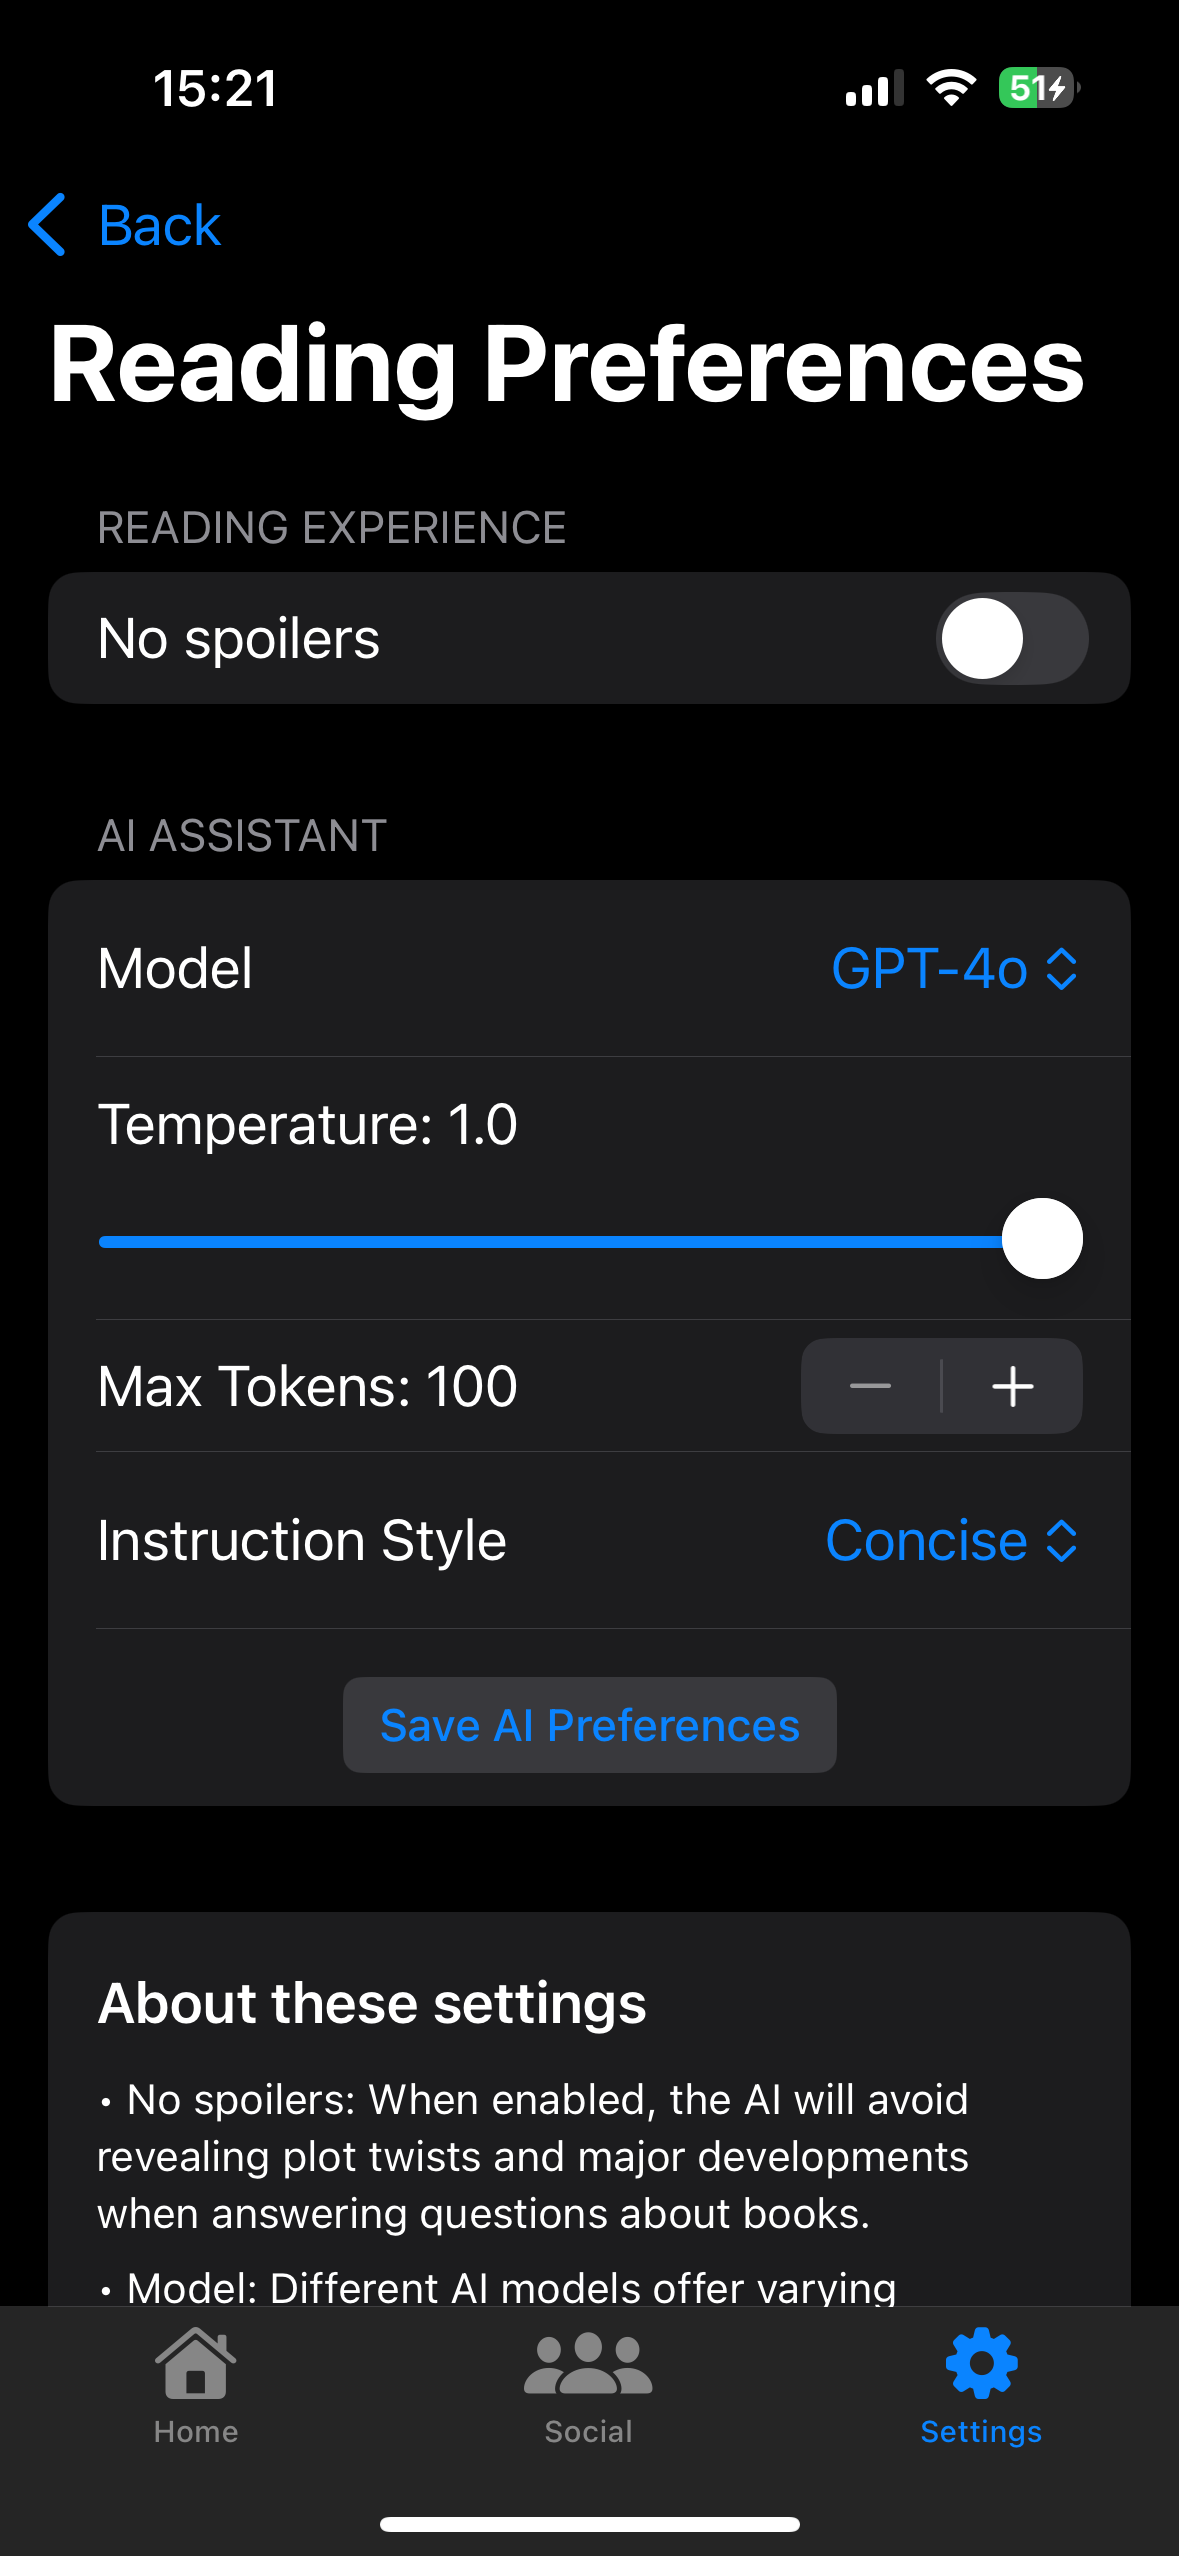 15:21
51
Back
Reading Preferences
READING EXPERIENCE
No spoilers
AI ASSISTANT
Model
GPT-4o
Temperature: 1.0
Max Tokens: 100
Instruction Style
Concise
Save AI Preferences
About these settings
• No spoilers: When enabled, the AI will avoid
revealing plot twists and major developments
when answering questions about books.
• Model: Different AI models offer varying
Home
Social
Settings